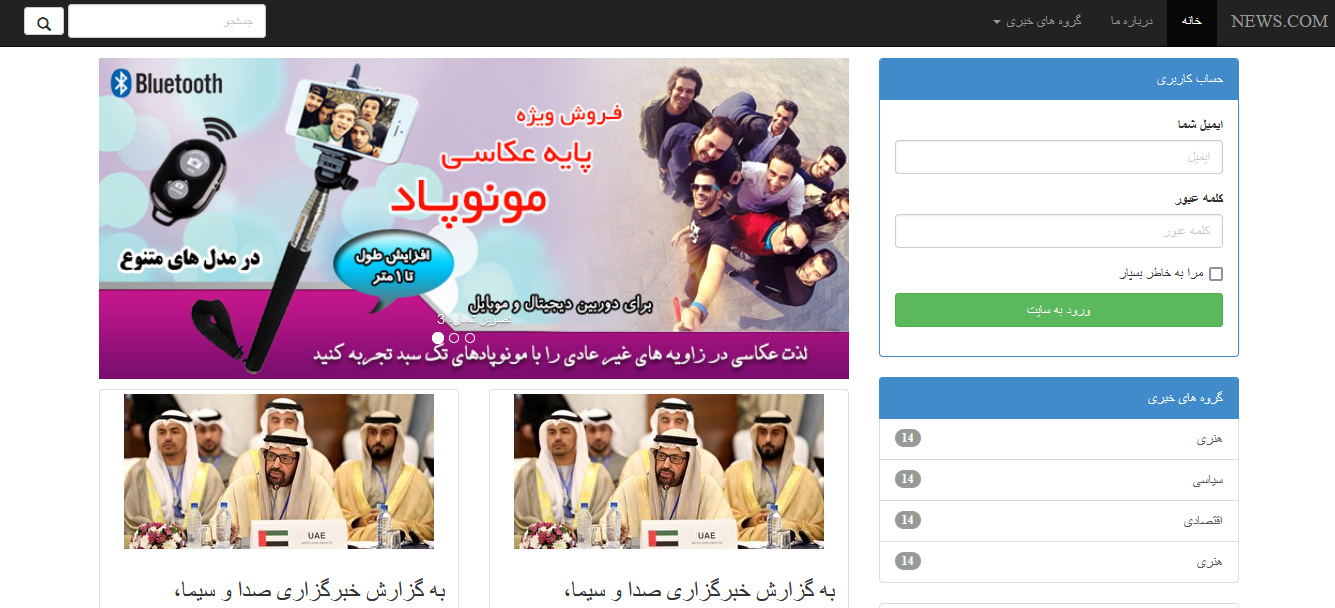 NEWS.COM
خانه
درباره ما
گروه های خبری
جستجو
Bluetooth
فروش ویژه
پایه عکاسی
مونوپاد
افزایش طول
تا ۱ متر
در مدل های متنوع
برای دوربین دیجیتال و موبایل
3
لذت عکاسی در زاویه های غیر عادی را با مونوپادهای تک سبد تجربه کنید
حساب کاربری
ایمیل شما
ایمیل
کلمه عبور
کلمه عبور
مرا به خاطر بسپار
ورود به سایت
گروه های خبری
هنری 14
سیاسی 14
اقتصادی 14
هنری 14
UAE
به گزارش خبرگزاری صدا و سیما،
UAE
به گزارش خبرگزاری صدا و سیما،